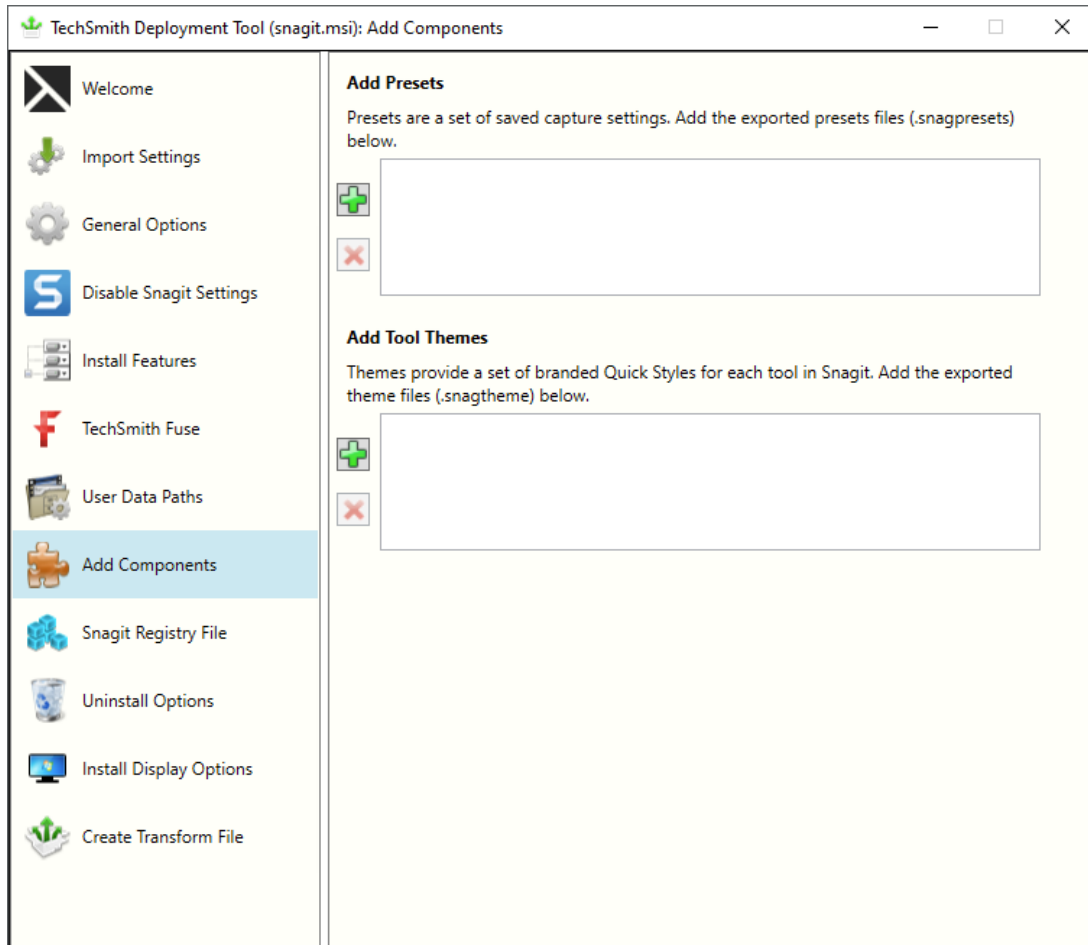 TechSmith Deployment Tool (snagit.msi): Add Components
Welcome
Import Settings
General Options
Disable Snagit Settings
Install Features
TechSmith Fuse
User Data Paths
Add Components
Snagit Registry File
Uninstall Options
Install Display Options
Create Transform File
Add Presets
Presets are a set of saved capture settings. Add the exported presets files (.snagpresets)
below.
Add Tool Themes
Themes provide a set of branded Quick Styles for each tool in Snagit. Add the exported
theme files (.snagtheme) below.